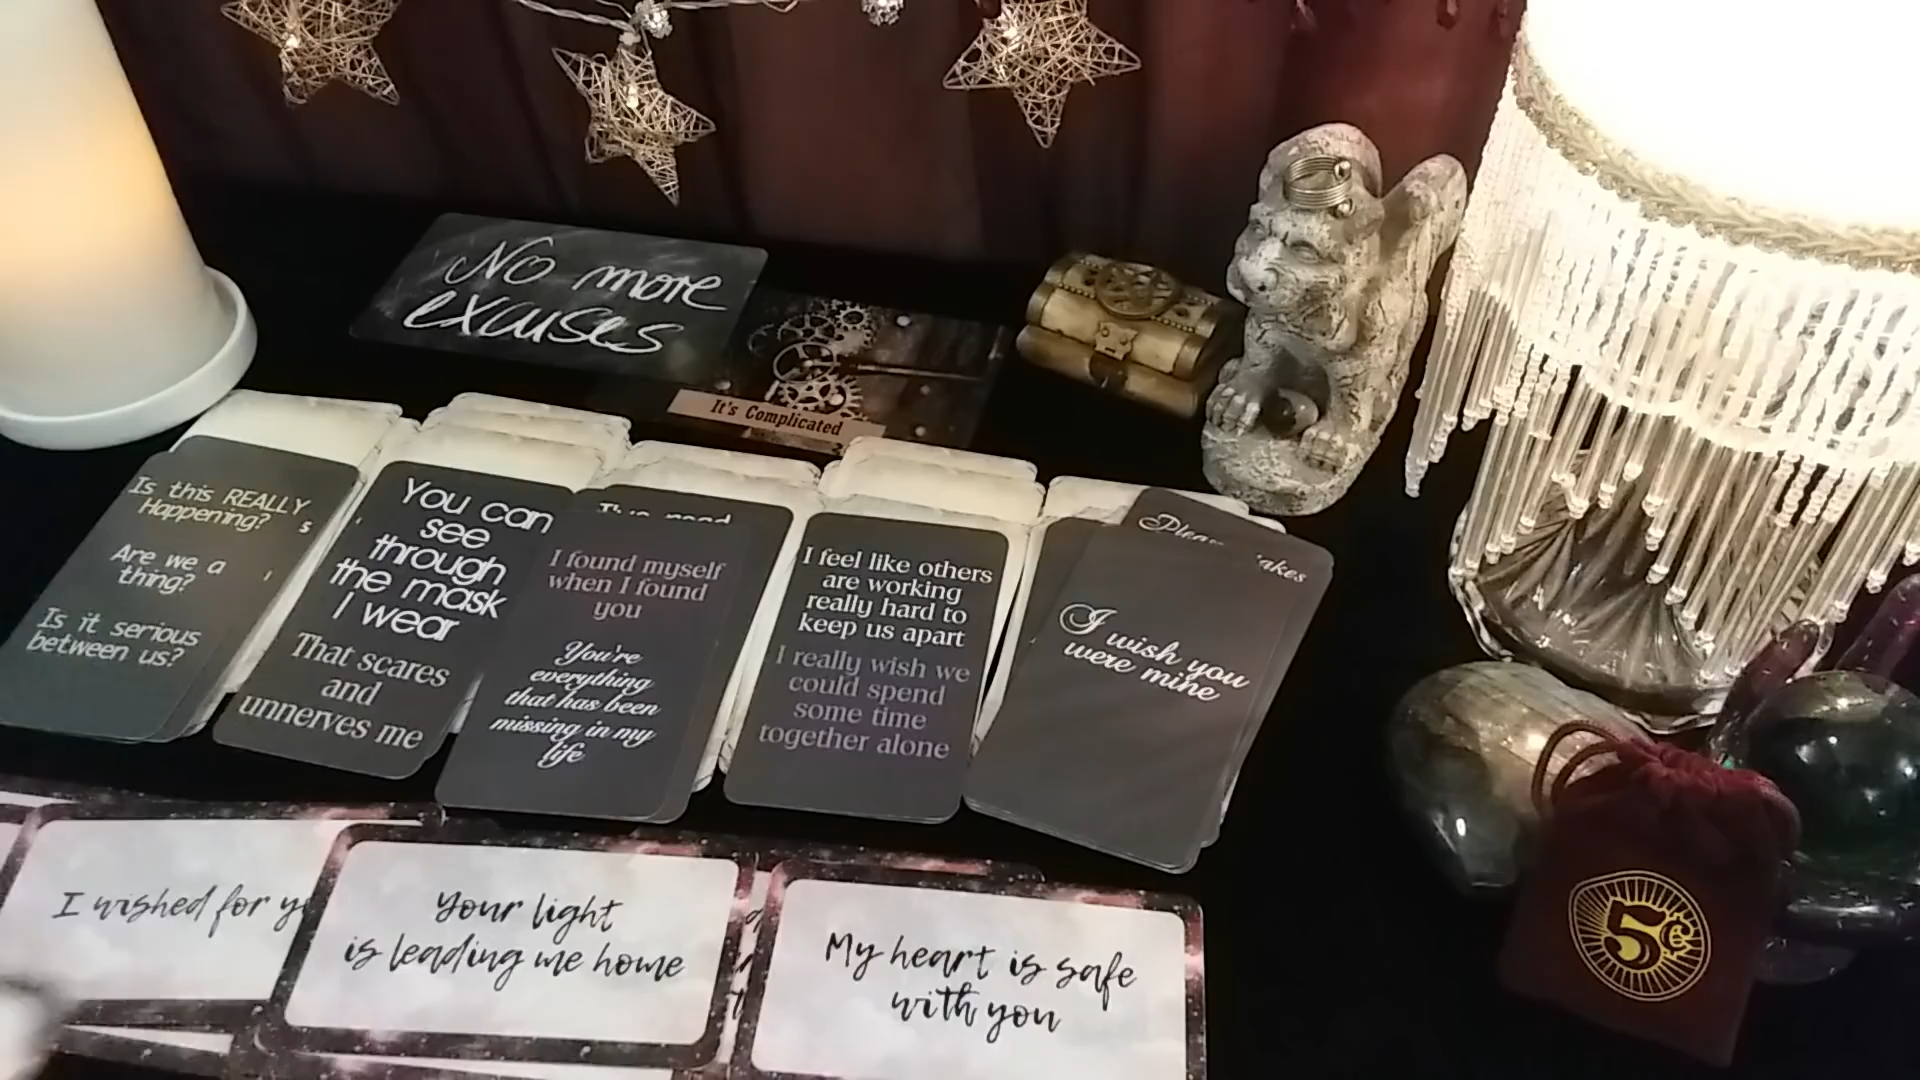 No more
excuses
It's Complicated
Is this REALLY
Happening?
s
Are we a
thing?
Is it serious
between us?
You can
see
through
the mask
I wear
That scares
and
unnerves me
I found myself
when I found
you
You're
everything
that has been
missing in my
life
I feel like others
are working
really hard to
keep us apart
I really wish we
could spend
some time
together alone
I wish you
were mine
I wished for
Your light
is leading me home
My heart is safe
with you
5¢